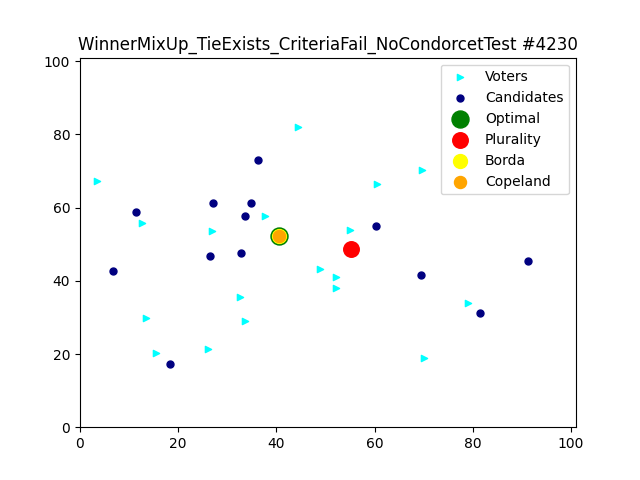 WinnerMixUp_TieExists_CriteriaFail_NoCondorcetTest #4230
100
80
60
40
20
0
0 20 40 60 80 100
Voters
Candidates
Optimal
Plurality
Borda
Copeland